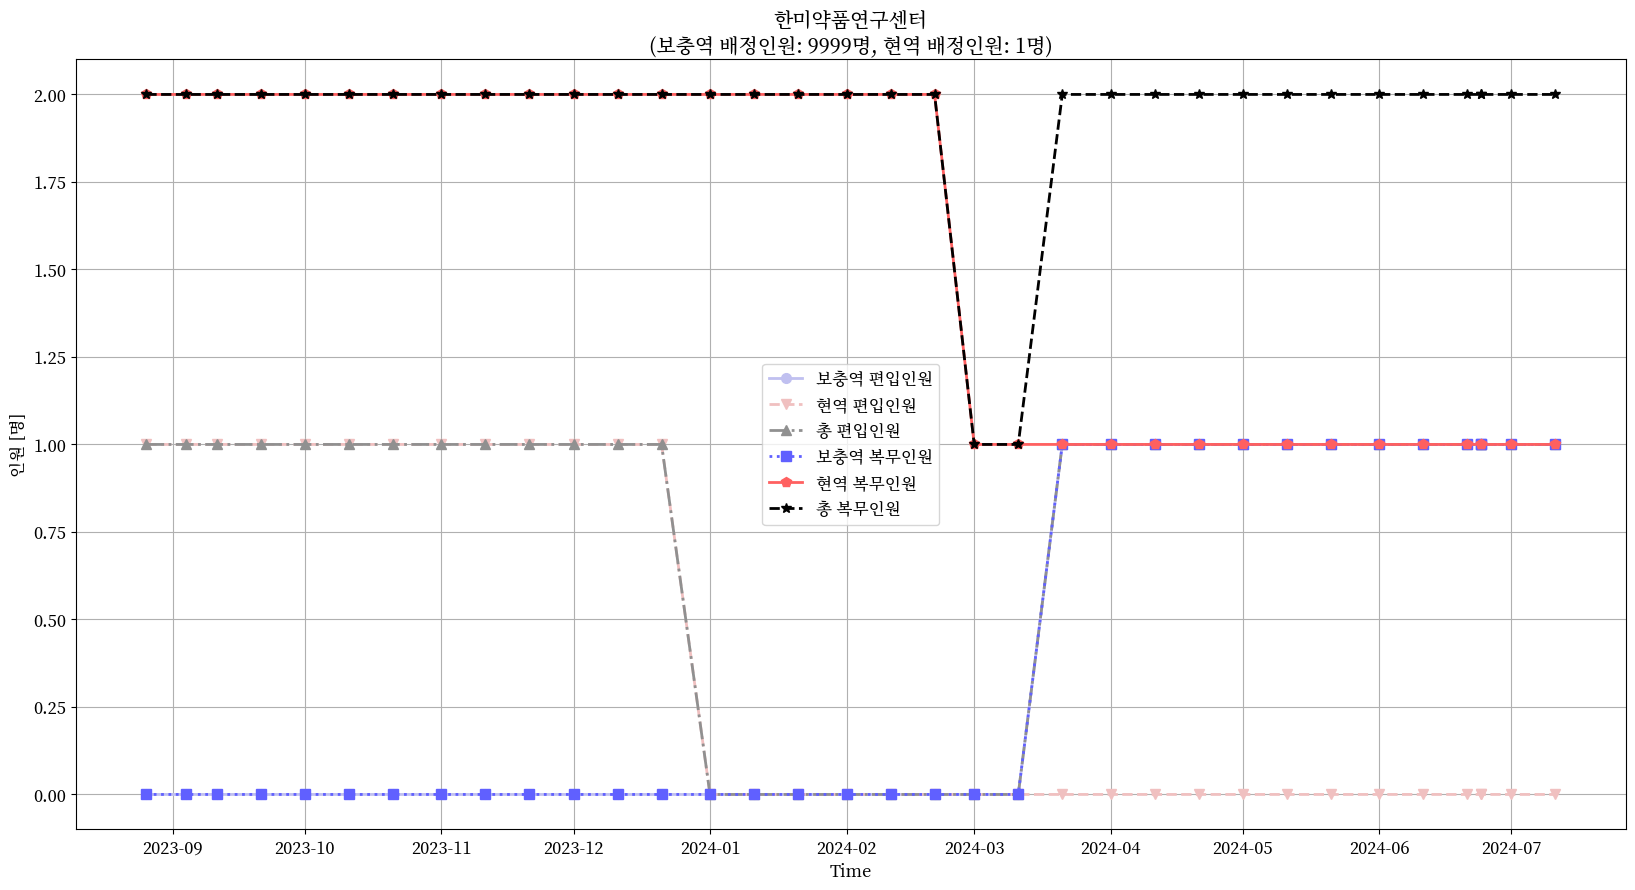 한미약품연구센터
(보충역 배정인원: 9999명, 현역 배정인원: 1명)
2.00
1.75
1.50
1.25
1.00
0.75
0.50
0.25
0.00
인원 [명]
보충역 편입인원
현역 편입인원
총 편입인원
보충역 복무인원
현역 복무인원
총 복무인원
2023-09
2023-10
2023-11
2023-12
2024-01
2024-02
2024-03
2024-04
2024-05
2024-06
2024-07
Time